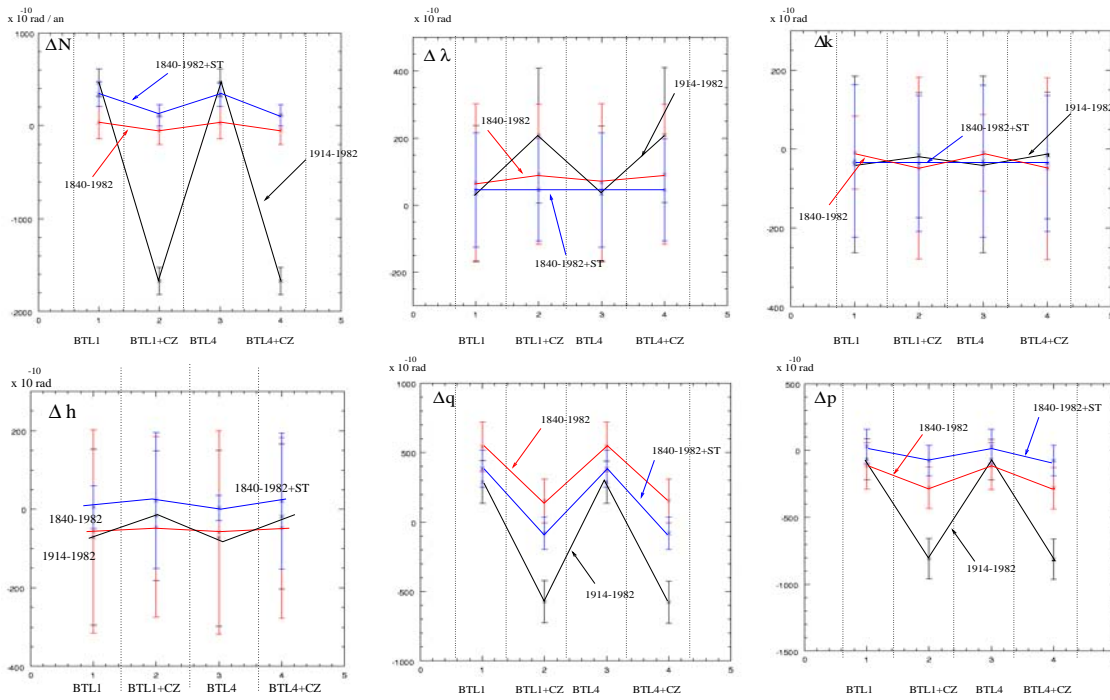 -10
x 10 rad / an
ΔN
1000
0
-1000
-2000
0 1 2 3 4 5
BTL1 BTL1+CZ BTL4 BTL4+CZ
1840-1982+ST
1840-1982
1914-1982
-10
x 10 rad
Δ λ
400
200
0
-200
0 1 2 3 4 5
BTL1 BTL1+CZ BTL4 BTL4+CZ
1914-1982
1840-1982
1840-1982+ST
-10
x 10 rad
Δk
200
0
-200
-400
0 1 2 3 4 5
BTL1 BTL1+CZ BTL4 BTL4+CZ
1914-1982
1840-1982+ST
1840-1982
-10
x 10 rad
Δ h
200
0
-200
-400
0 1 2 3 4 5
BTL1 BTL1+CZ BTL4 BTL4+CZ
1840-1982+ST
1840-1982
1914-1982
-10
x 10 rad
Δq
1000
500
0
-500
-1000
0 1 2 3 4 5
BTL1 BTL1+CZ BTL4 BTL4+CZ
1840-1982
1840-1982+ST
1914-1982
-10
x 10 rad
Δp
500
0
-500
-1000
-1500
0 1 2 3 4 5
BTL1 BTL1+CZ BTL4 BTL4+CZ
1840-1982+ST
1840-1982
1914-1982